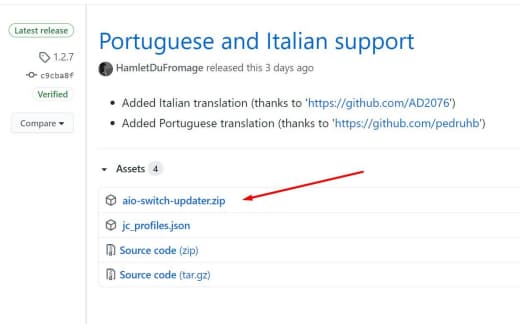 Latest release
1.2.7
c9cba8f
Verified
Compare
Portuguese and Italian support
HamletDuFromage released this 3 days ago
Added Italian translation (thanks to 'https://github.com/AD2076')
Added Portuguese translation (thanks to 'https://github.com/pedruhb')
Assets 4
aio-switch-updater.zip
jc_profiles.json
Source code (zip)
Source code (tar.gz)